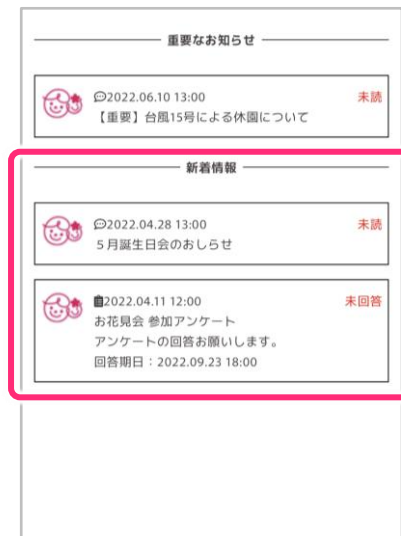 重要なお知らせ
2022.06.10 13:00 未読
【重要】台風15号による休園について
新着情報
2022.04.28 13:00 未読
５月誕生日会のおしらせ
2022.04.11 12:00 未回答
お花見会 参加アンケート
アンケートの回答お願いします。
回答期日：2022.09.23 18:00